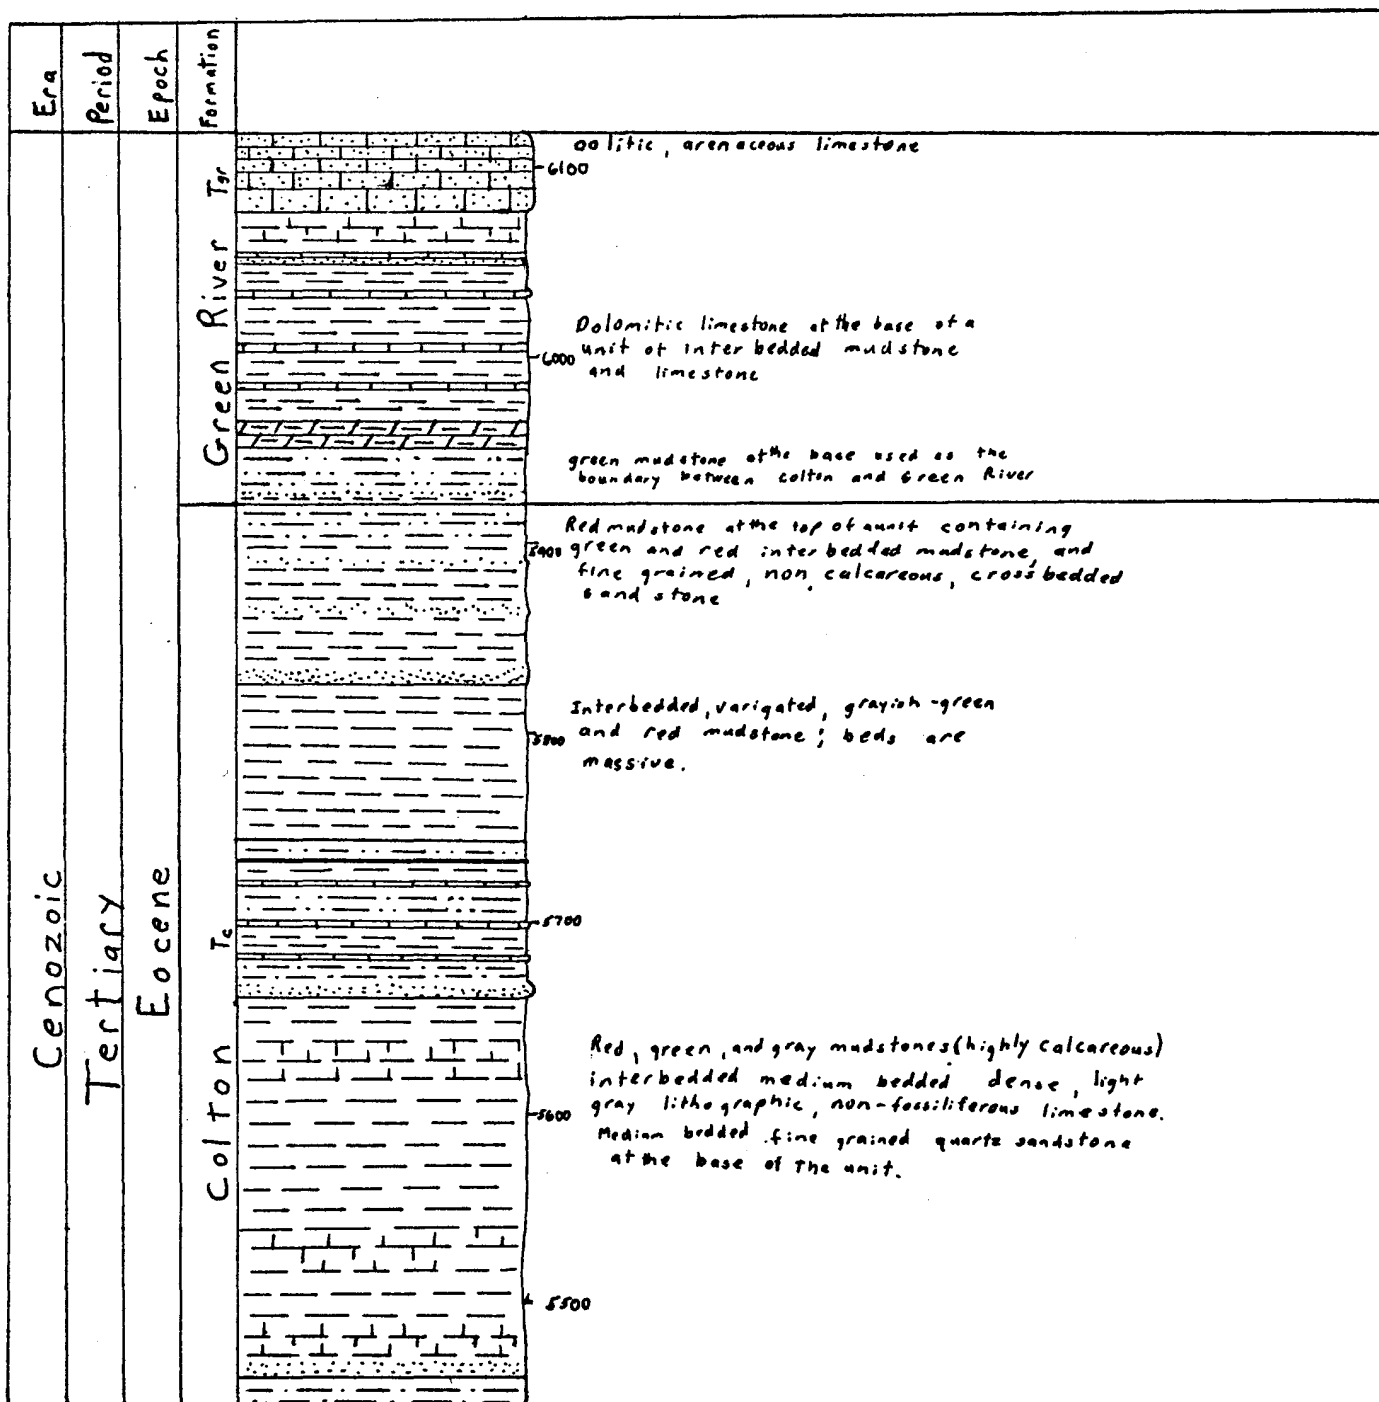 Era
Period
Epoch
Formation
Cenozoic
Tertiary
Eocene
Green River Tgr
Colton Tc
oolitic, arenaceous limestone
6100
Dolomitic limestone at the base of a
unit of interbedded mudstone
and limestone
6000
green mudstone at the base used as the
boundary between colton and Green River
Red mudstone at the top of a unit containing
5900
green and red interbedded mudstone, and
fine grained, non calcareous, cross bedded
sandstone
Interbedded, varigated, grayish-green
5800
and red mudstone; beds are
massive.
5700
Red, green, and gray mudstones (highly calcareous)
interbedded medium bedded dense, light
gray lithographic, non-fossiliferous limestone.
5600
Medium bedded fine grained quartz sandstone
at the base of The unit.
5500